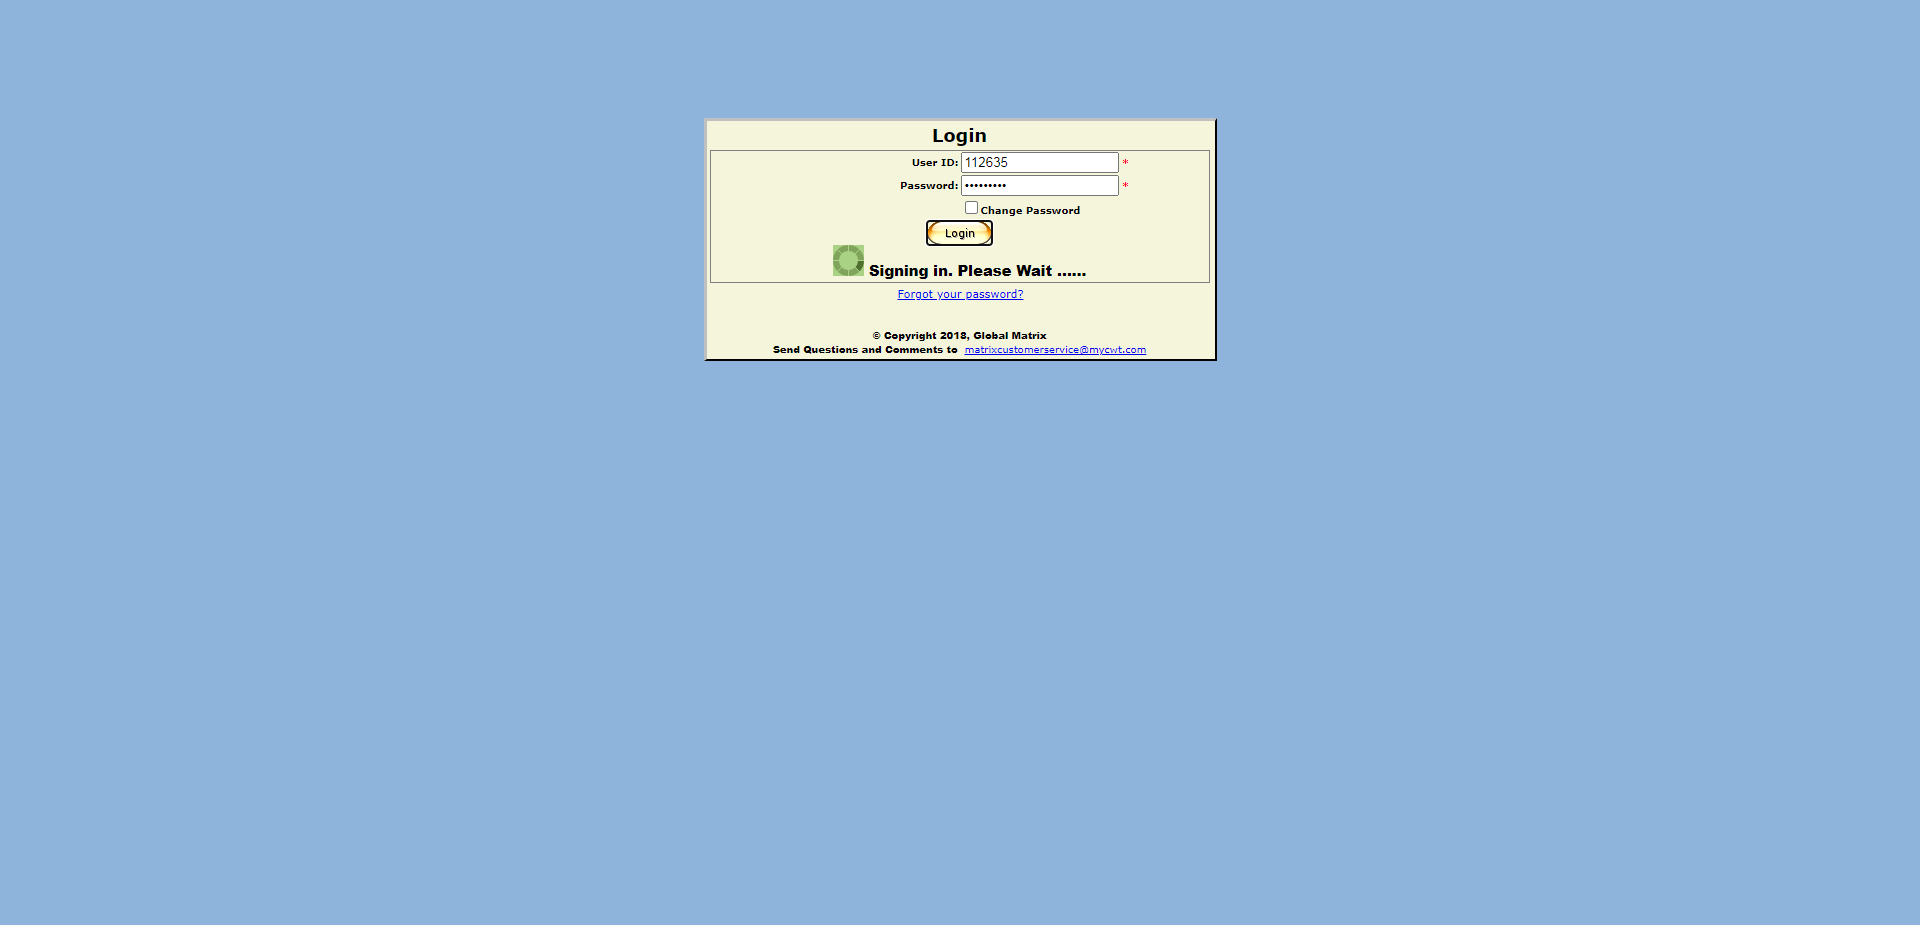 Login
User ID: 112635 *
Password: ••••••••• *
Change Password
Login
Signing in. Please Wait ......
Forgot your password?
© Copyright 2018, Global Matrix
Send Questions and Comments to matrixcustomerservice@mycwt.com